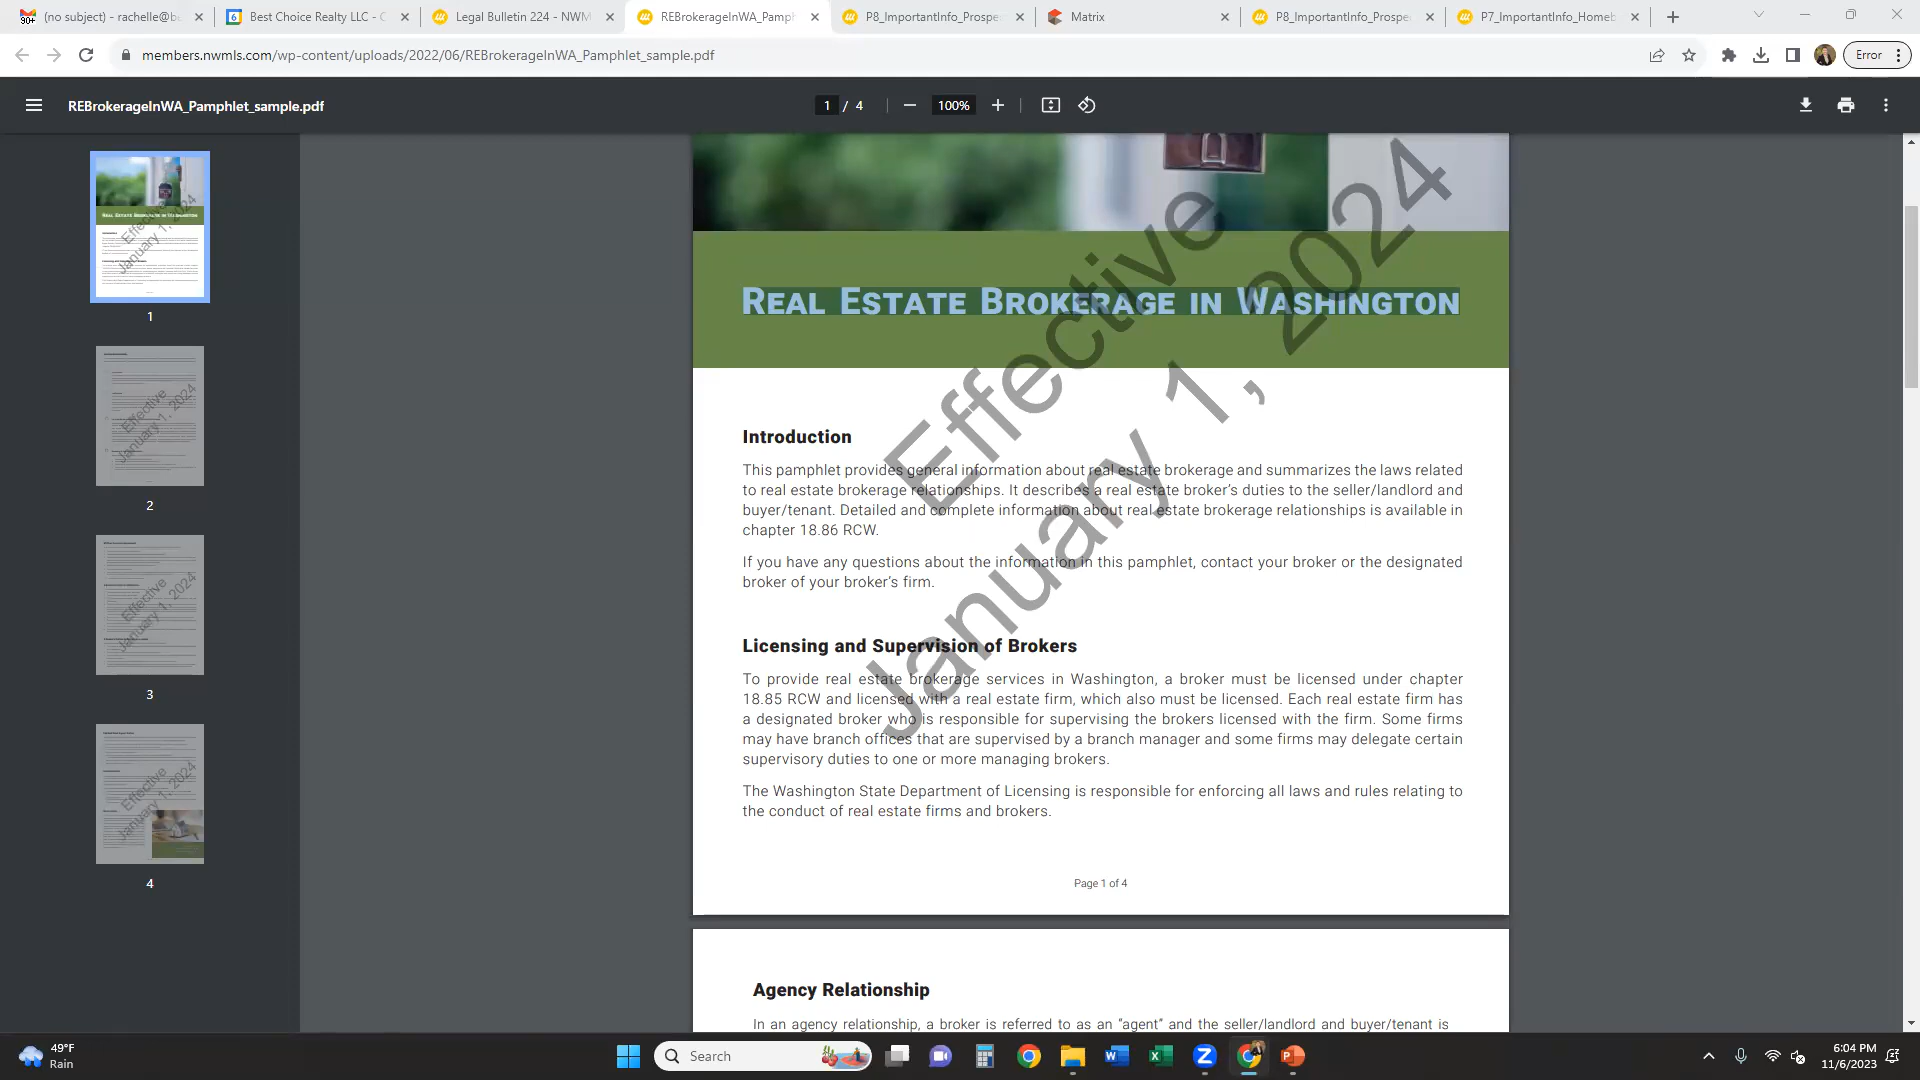 90+
(no subject) - rachelle@be
6
Best Choice Realty LLC - C
Legal Bulletin 224 - NWM
REBrokerageInWA_Pamph
P8_ImportantInfo_Prospe
Matrix
P8_ImportantInfo_Prospe
P7_ImportantInfo_Homeb
members.nwmls.com/wp-content/uploads/2022/06/REBrokerageInWA_Pamphlet_sample.pdf
Error
REBrokerageInWA_Pamphlet_sample.pdf
1 / 4
100%
1
2
3
4
Real Estate Brokerage in Washington
Effective
January 1, 2024
Introduction
This pamphlet provides general information about real estate brokerage and summarizes the laws related
to real estate brokerage relationships. It describes a real estate broker’s duties to the seller/landlord and
buyer/tenant. Detailed and complete information about real estate brokerage relationships is available in
chapter 18.86 RCW.
If you have any questions about the information in this pamphlet, contact your broker or the designated
broker of your broker’s firm.
Licensing and Supervision of Brokers
To provide real estate brokerage services in Washington, a broker must be licensed under chapter
18.85 RCW and licensed with a real estate firm, which also must be licensed. Each real estate firm has
a designated broker who is responsible for supervising the brokers licensed with the firm. Some firms
may have branch offices that are supervised by a branch manager and some firms may delegate certain
supervisory duties to one or more managing brokers.
The Washington State Department of Licensing is responsible for enforcing all laws and rules relating to
the conduct of real estate firms and brokers.
Page 1 of 4
Agency Relationship
In an agency relationship, a broker is referred to as an “agent” and the seller/landlord and buyer/tenant is
49°F
Rain
Search
6:04 PM
11/6/2023